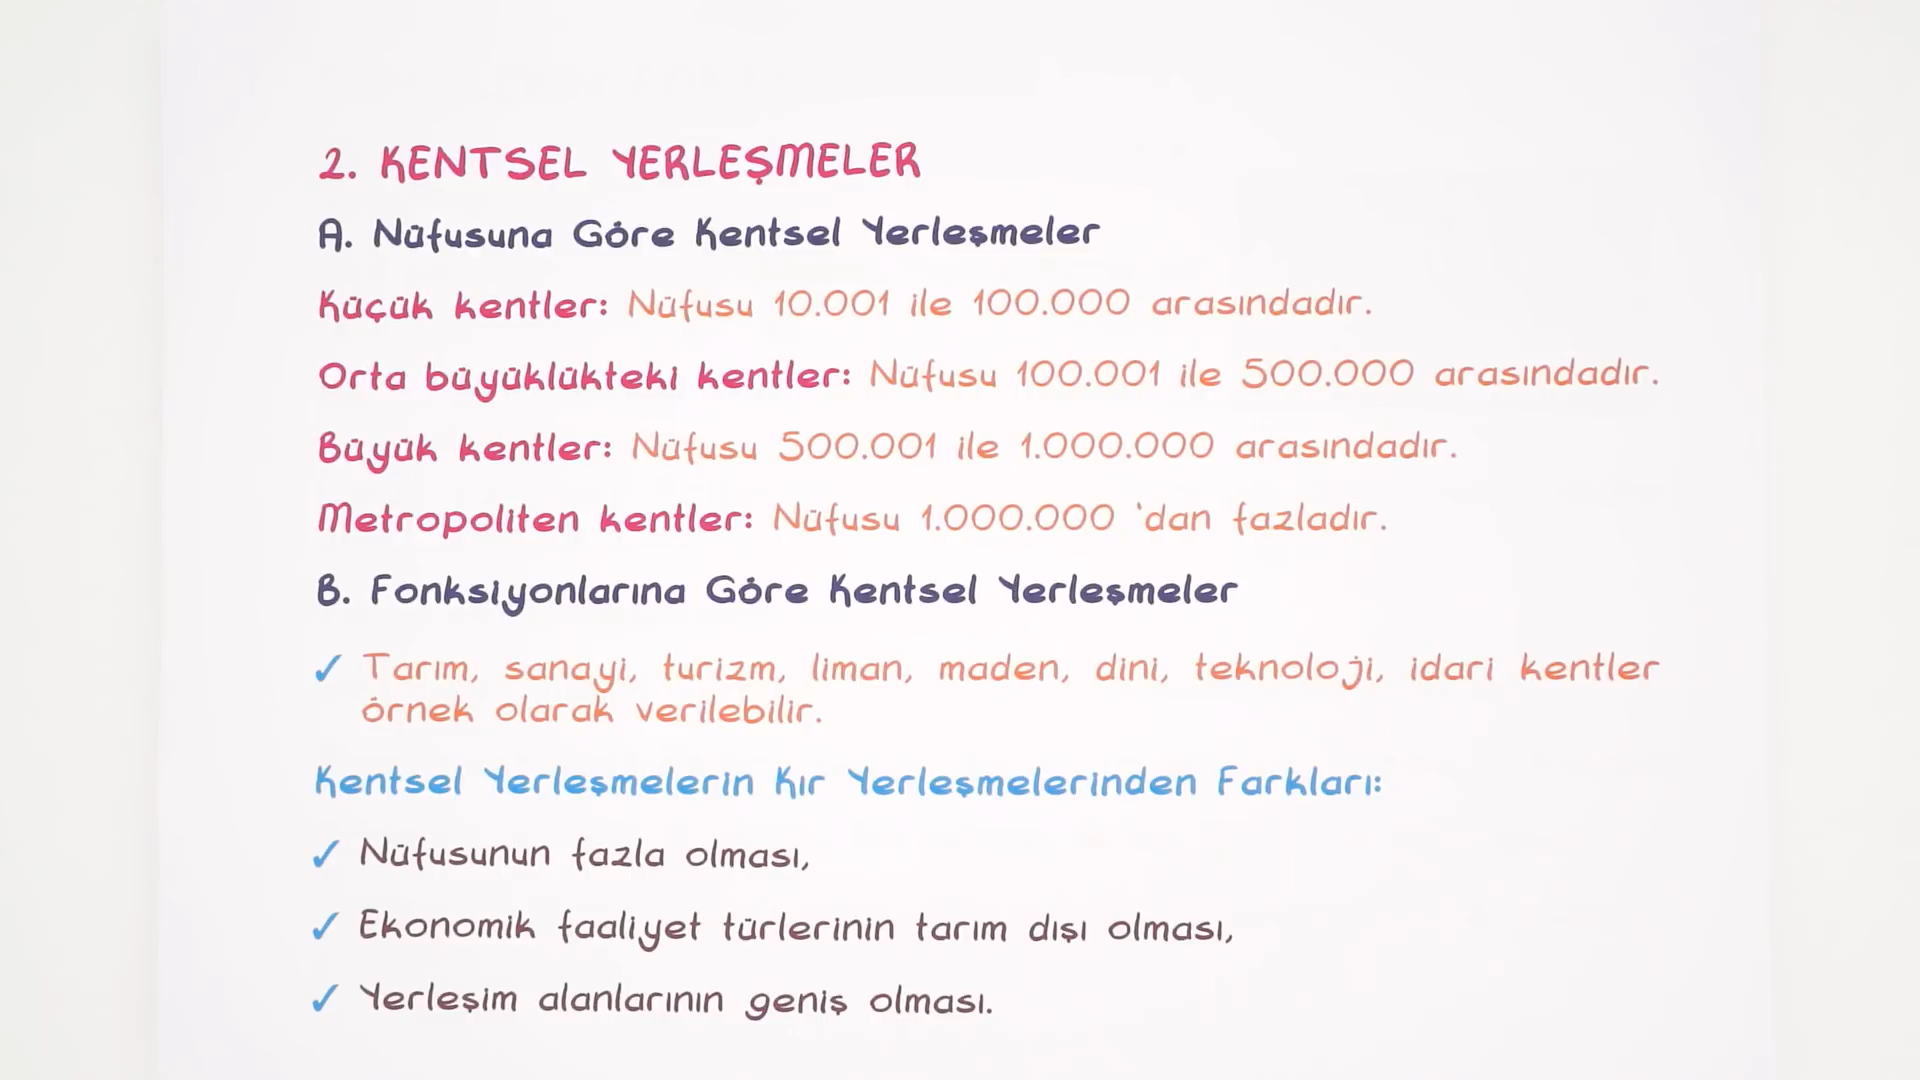 2. KENTSEL YERLEŞMELER
A. Nüfusuna Göre Kentsel Yerleşmeler
Küçük kentler: Nüfusu 10.001 ile 100.000 arasındadır.
Orta büyüklükteki kentler: Nüfusu 100.001 ile 500.000 arasındadır.
Büyük kentler: Nüfusu 500.001 ile 1.000.000 arasındadır.
Metropoliten kentler: Nüfusu 1.000.000 'dan fazladır.
B. Fonksiyonlarına Göre Kentsel Yerleşmeler
✓ Tarım, sanayi, turizm, liman, maden, dini, teknoloji, idari kentler
örnek olarak verilebilir.
Kentsel Yerleşmelerin Kır Yerleşmelerinden Farkları:
✓ Nüfusunun fazla olması,
✓ Ekonomik faaliyet türlerinin tarım dışı olması,
✓ Yerleşim alanlarının geniş olması.